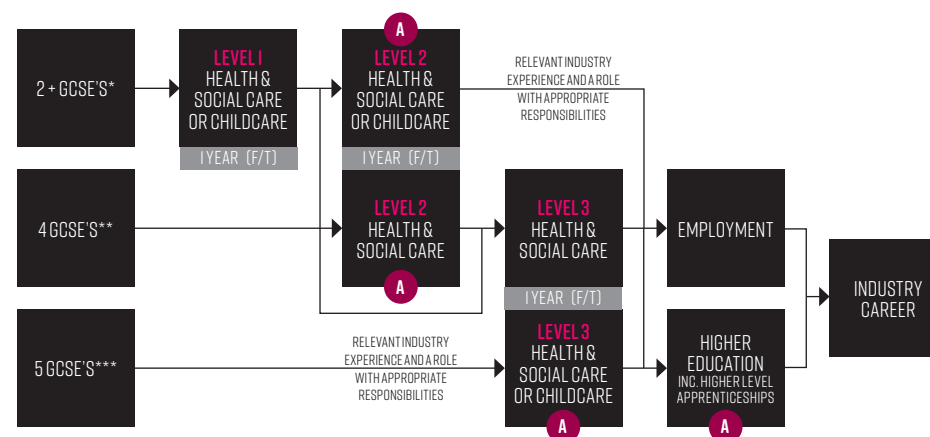 A
2 + GCSE'S*
LEVEL 1
HEALTH &
SOCIAL CARE
OR CHILDCARE
1 YEAR (F/T)
LEVEL 2
HEALTH &
SOCIAL CARE
OR CHILDCARE
1 YEAR (F/T)
RELEVANT INDUSTRY
EXPERIENCE AND A ROLE
WITH APPROPRIATE
RESPONSIBILITIES
4 GCSE'S**
LEVEL 2
HEALTH &
SOCIAL CARE
A
LEVEL 3
HEALTH &
SOCIAL CARE
1 YEAR (F/T)
EMPLOYMENT
INDUSTRY
CAREER
5 GCSE'S***
RELEVANT INDUSTRY
EXPERIENCE AND A ROLE
WITH APPROPRIATE
RESPONSIBILITIES
LEVEL 3
HEALTH &
SOCIAL CARE
OR CHILDCARE
A
HIGHER
EDUCATION
INC. HIGHER LEVEL
APPRENTICESHIPS
A